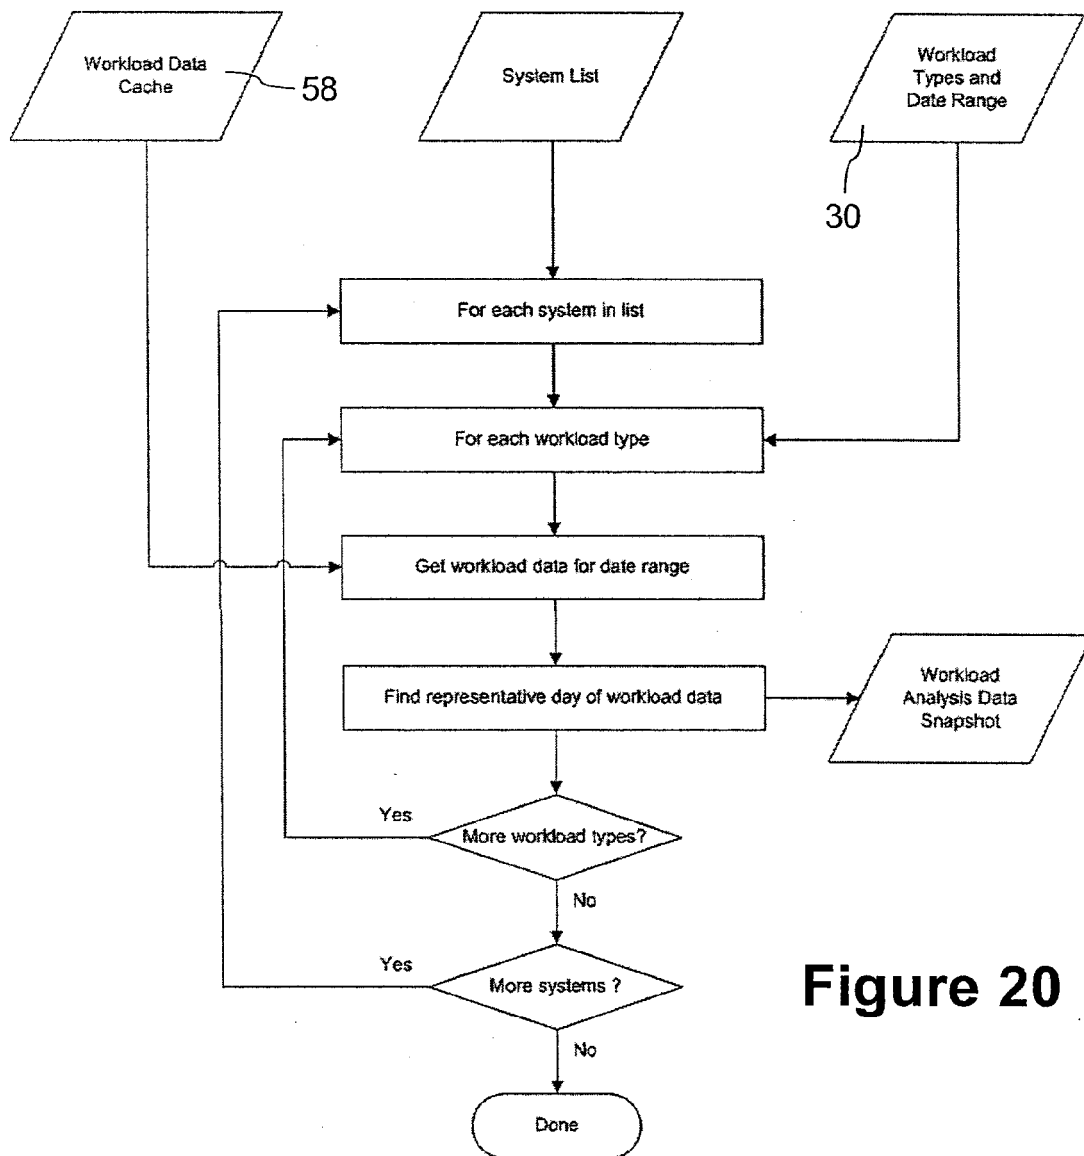 Workload Data
Cache
58
System List
Workload
Types and
Date Range
30
For each system in list
For each workload type
Get workload data for date range
Find representative day of workload data
Workload
Analysis Data
Snapshot
Yes
More workload types?
No
Yes
More systems ?
No
Figure 20
Done